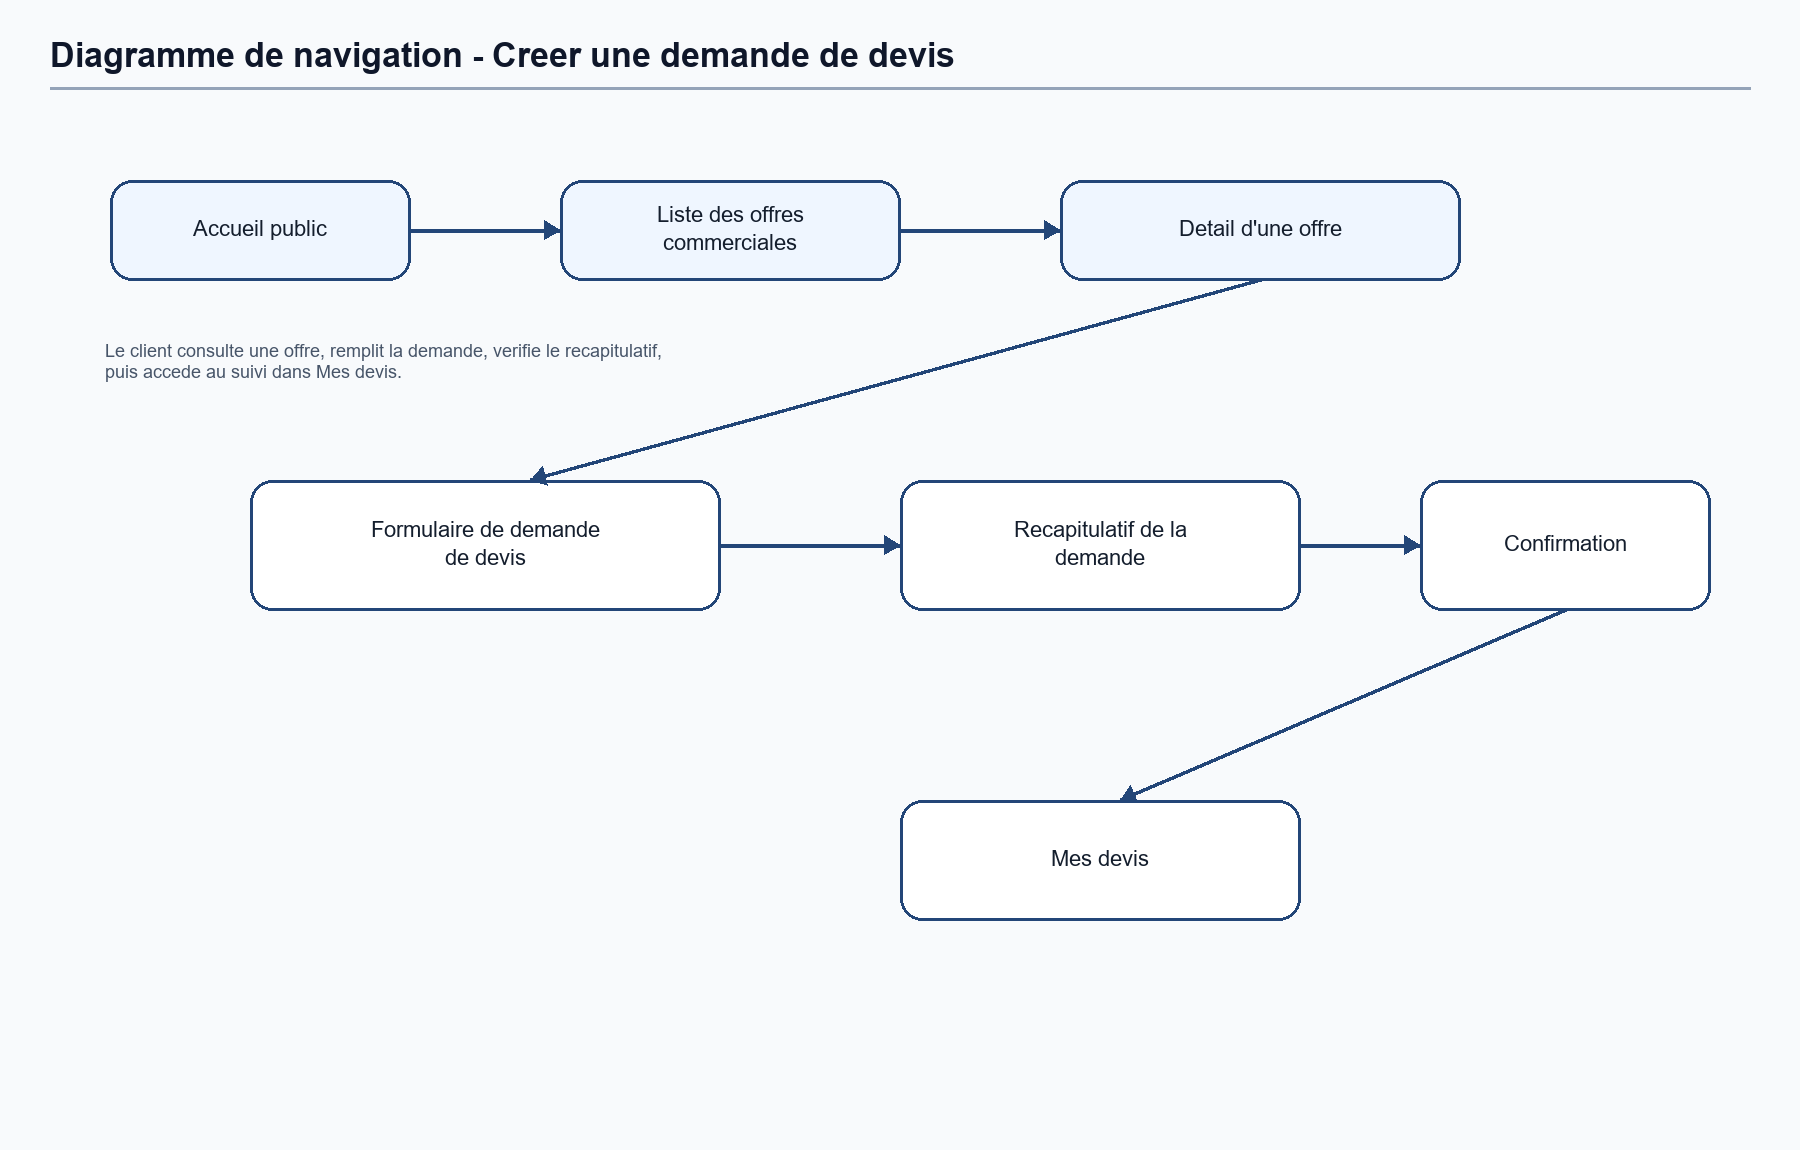 Diagramme de navigation - Creer une demande de devis
Accueil public
Liste des offres
commerciales
Detail d'une offre
Le client consulte une offre, remplit la demande, verifie le recapitulatif,
puis accede au suivi dans Mes devis.
Formulaire de demande
de devis
Recapitulatif de la
demande
Confirmation
Mes devis